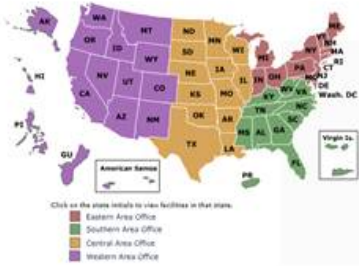 AK
WA
MT
ND
MN
ME
OR
ID
SD
WI
MI
VT
NH
NY
MA
RI
WY
CT
NJ
HI
NV
UT
CO
NE
IA
IL
IN
OH
PA
DE
Wash. DC
CA
KS
MO
KY
WV
VA
PI
AZ
NM
OK
AR
TN
NC
SC
MS
AL
GA
TX
LA
FL
GU
American Samoa
PR
Virgin Is.
Click on the state initials to view facilities in that state.
Eastern Area Office
Southern Area Office
Central Area Office
Western Area Office